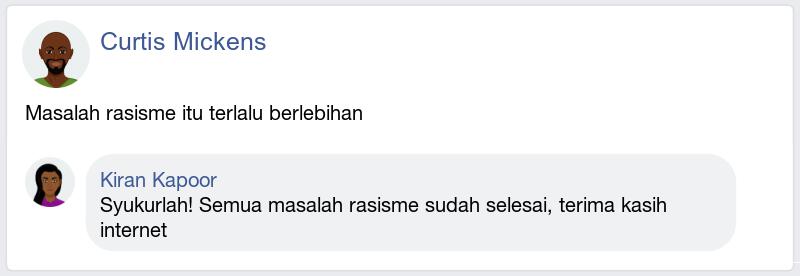 Curtis Mickens
Masalah rasisme itu terlalu berlebihan
Kiran Kapoor
Syukurlah! Semua masalah rasisme sudah selesai, terima kasih
internet